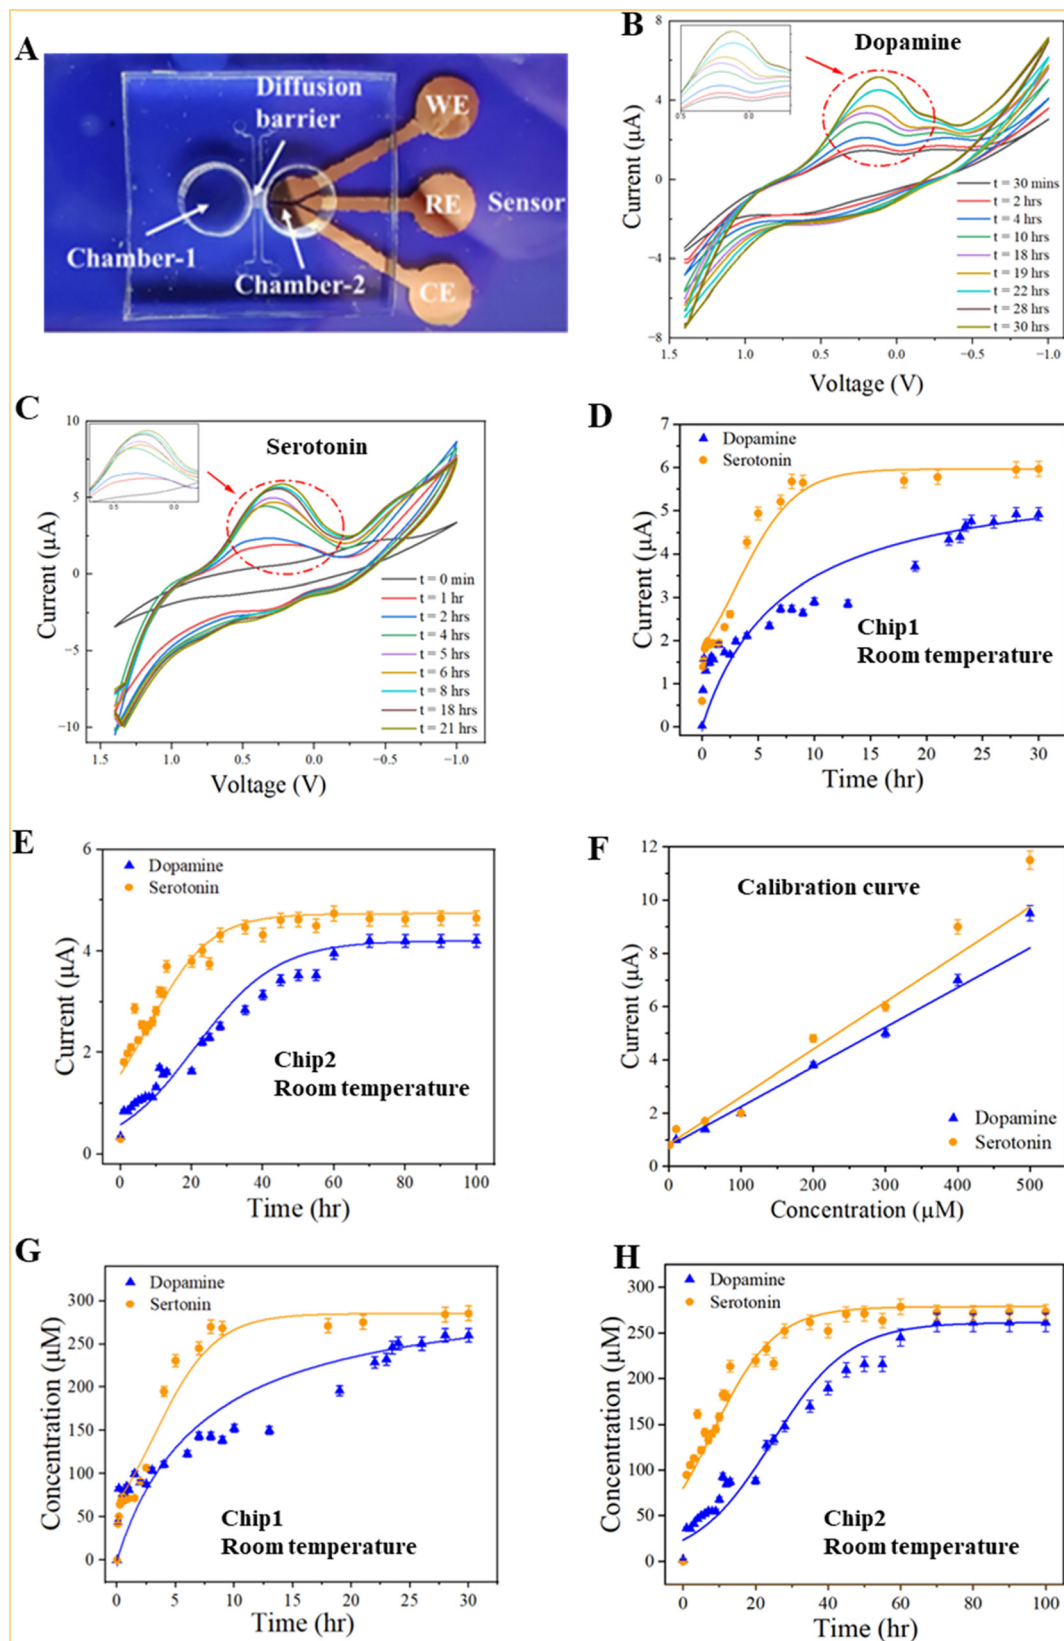 A
Diffusion
barrier
WE
RE
Sensor
CE
Chamber-1
Chamber-2
B
Dopamine
0.5
0.0
Current (µA)
8
4
0
−4
−8
t = 30 mins
t = 2 hrs
t = 4 hrs
t = 10 hrs
t = 18 hrs
t = 19 hrs
t = 22 hrs
t = 28 hrs
t = 30 hrs
1.5
1.0
0.5
0.0
−0.5
−1.0
Voltage (V)
C
Serotonin
0.5
0.0
Current (µA)
10
5
0
−5
−10
t = 0 min
t = 1 hr
t = 2 hrs
t = 4 hrs
t = 5 hrs
t = 6 hrs
t = 8 hrs
t = 18 hrs
t = 21 hrs
1.5
1.0
0.5
0.0
−0.5
−1.0
Voltage (V)
D
Dopamine
Serotonin
Current (µA)
7
6
5
4
3
2
1
0
Chip1
Room temperature
0
5
10
15
20
25
30
Time (hr)
E
Dopamine
Serotonin
Current (µA)
6
4
2
0
Chip2
Room temperature
0
20
40
60
80
100
Time (hr)
F
Calibration curve
Current (µA)
12
10
8
6
4
2
0
Dopamine
Serotonin
0
100
200
300
400
500
Concentration (µM)
G
Dopamine
Sertonin
Concentration (µM)
300
250
200
150
100
50
0
Chip1
Room temperature
0
5
10
15
20
25
30
Time (hr)
H
Dopamine
Serotonin
Concentration (µM)
300
250
200
150
100
50
0
Chip2
Room temperature
0
20
40
60
80
100
Time (hr)